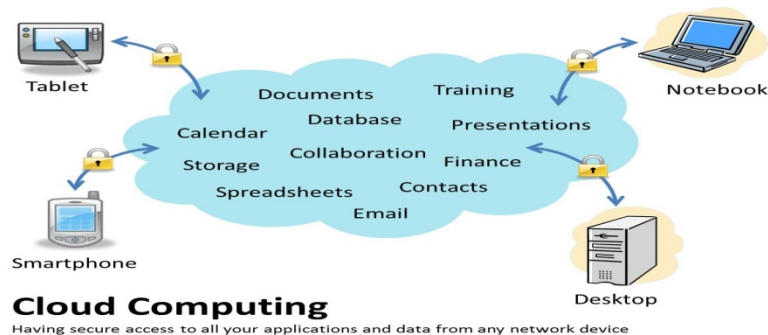 Tablet
Notebook
Documents
Training
Calendar
Database
Presentations
Storage
Collaboration
Finance
Spreadsheets
Contacts
Email
Smartphone
Desktop
Cloud Computing
Having secure access to all your applications and data from any network device